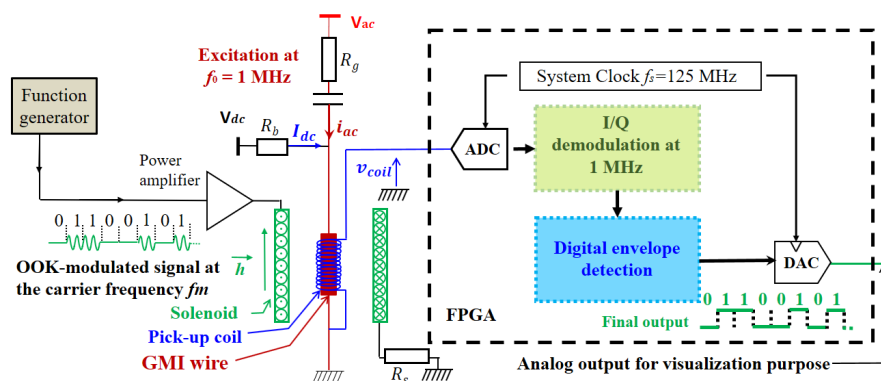 Vac
Excitation at
f0 = 1 MHz
Rg
Function
generator
Vdc
Rb
Idc
iac
Power
amplifier
0 1 1 0 0 1 0 1
OOK-modulated signal at
the carrier frequency fm
h
Solenoid
Pick-up coil
GMI wire
vcoil
Rs
System Clock fs=125 MHz
ADC
I/Q
demodulation at
1 MHz
Digital envelope
detection
DAC
0 1 1 0 0 1 0 1
Final output
FPGA
Analog output for visualization purpose